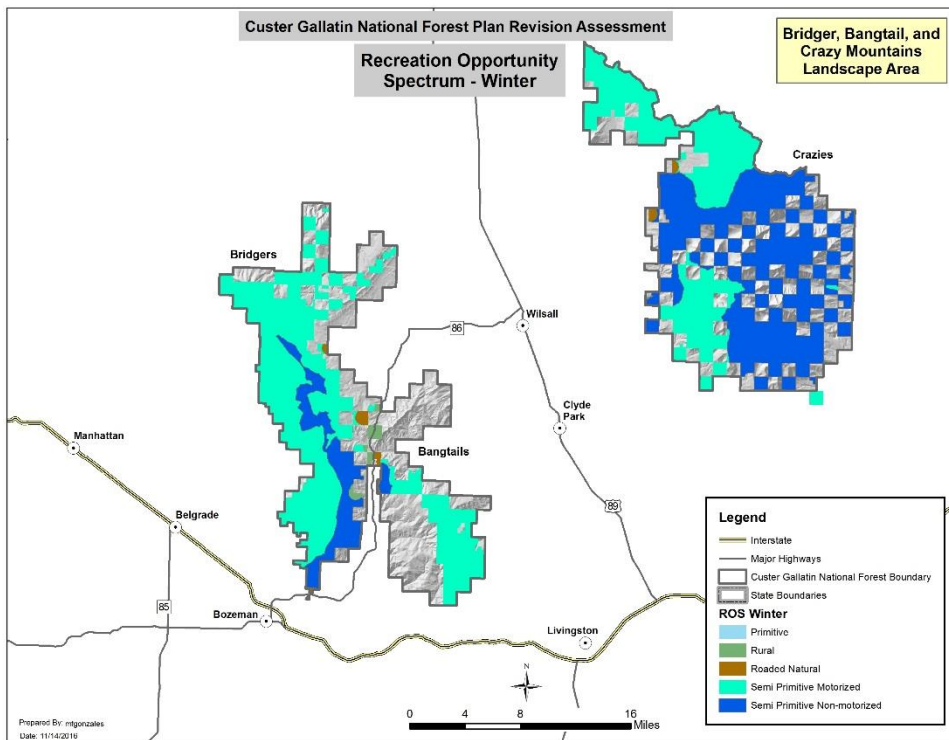 Custer Gallatin National Forest Plan Revision Assessment
Recreation Opportunity
Spectrum - Winter
Bridger, Bangtail, and
Crazy Mountains
Landscape Area
Crazies
Bridgers
86
Wilsall
Clyde
Park
Manhattan
Bangtails
89
Belgrade
85
Bozeman
Livingston
Legend
Interstate
Major Highways
Custer Gallatin National Forest Boundary
State Boundaries
ROS Winter
Primitive
Rural
Roaded Natural
Semi Primitive Motorized
Semi Primitive Non-motorized
N
0 4 8 16
Miles
Prepared By: mfgonzales
Date: 11/14/2016